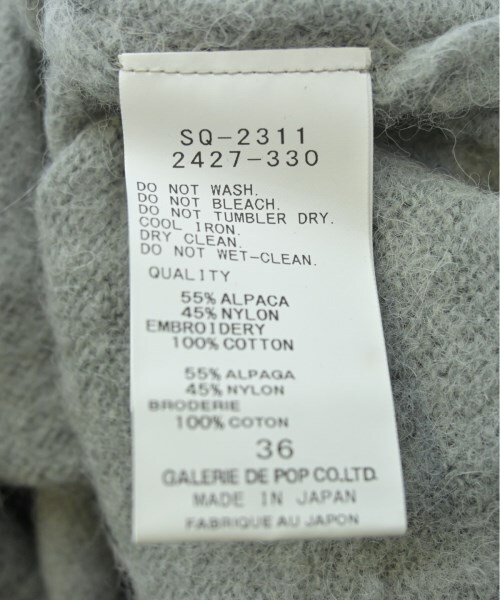 SQ-2311
2427-330
DO NOT WASH.
DO NOT BLEACH.
DO NOT TUMBLER DRY.
COOL IRON.
DRY CLEAN.
DO NOT WET-CLEAN.
QUALITY
55% ALPACA
45% NYLON
EMBROIDERY
100% COTTON
55% ALPAGA
45% NYLON
BRODERIE
100% COTON
36
GALERIE DE POP CO.LTD.
MADE IN JAPAN
FABRIQUE AU JAPON